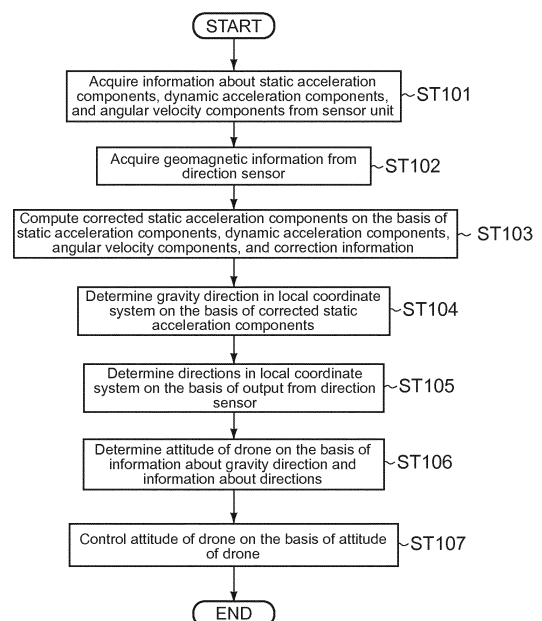 START
Acquire information about static acceleration
components, dynamic acceleration components,
and angular velocity components from sensor unit
ST101
Acquire geomagnetic information from
direction sensor
ST102
Compute corrected static acceleration components on the basis of
static acceleration components, dynamic acceleration components,
angular velocity components, and correction information
ST103
Determine gravity direction in local coordinate
system on the basis of corrected static
acceleration components
ST104
Determine directions in local coordinate
system on the basis of output from direction
sensor
ST105
Determine attitude of drone on the basis of
information about gravity direction and
information about directions
ST106
Control attitude of drone on the basis of attitude
of drone
ST107
END